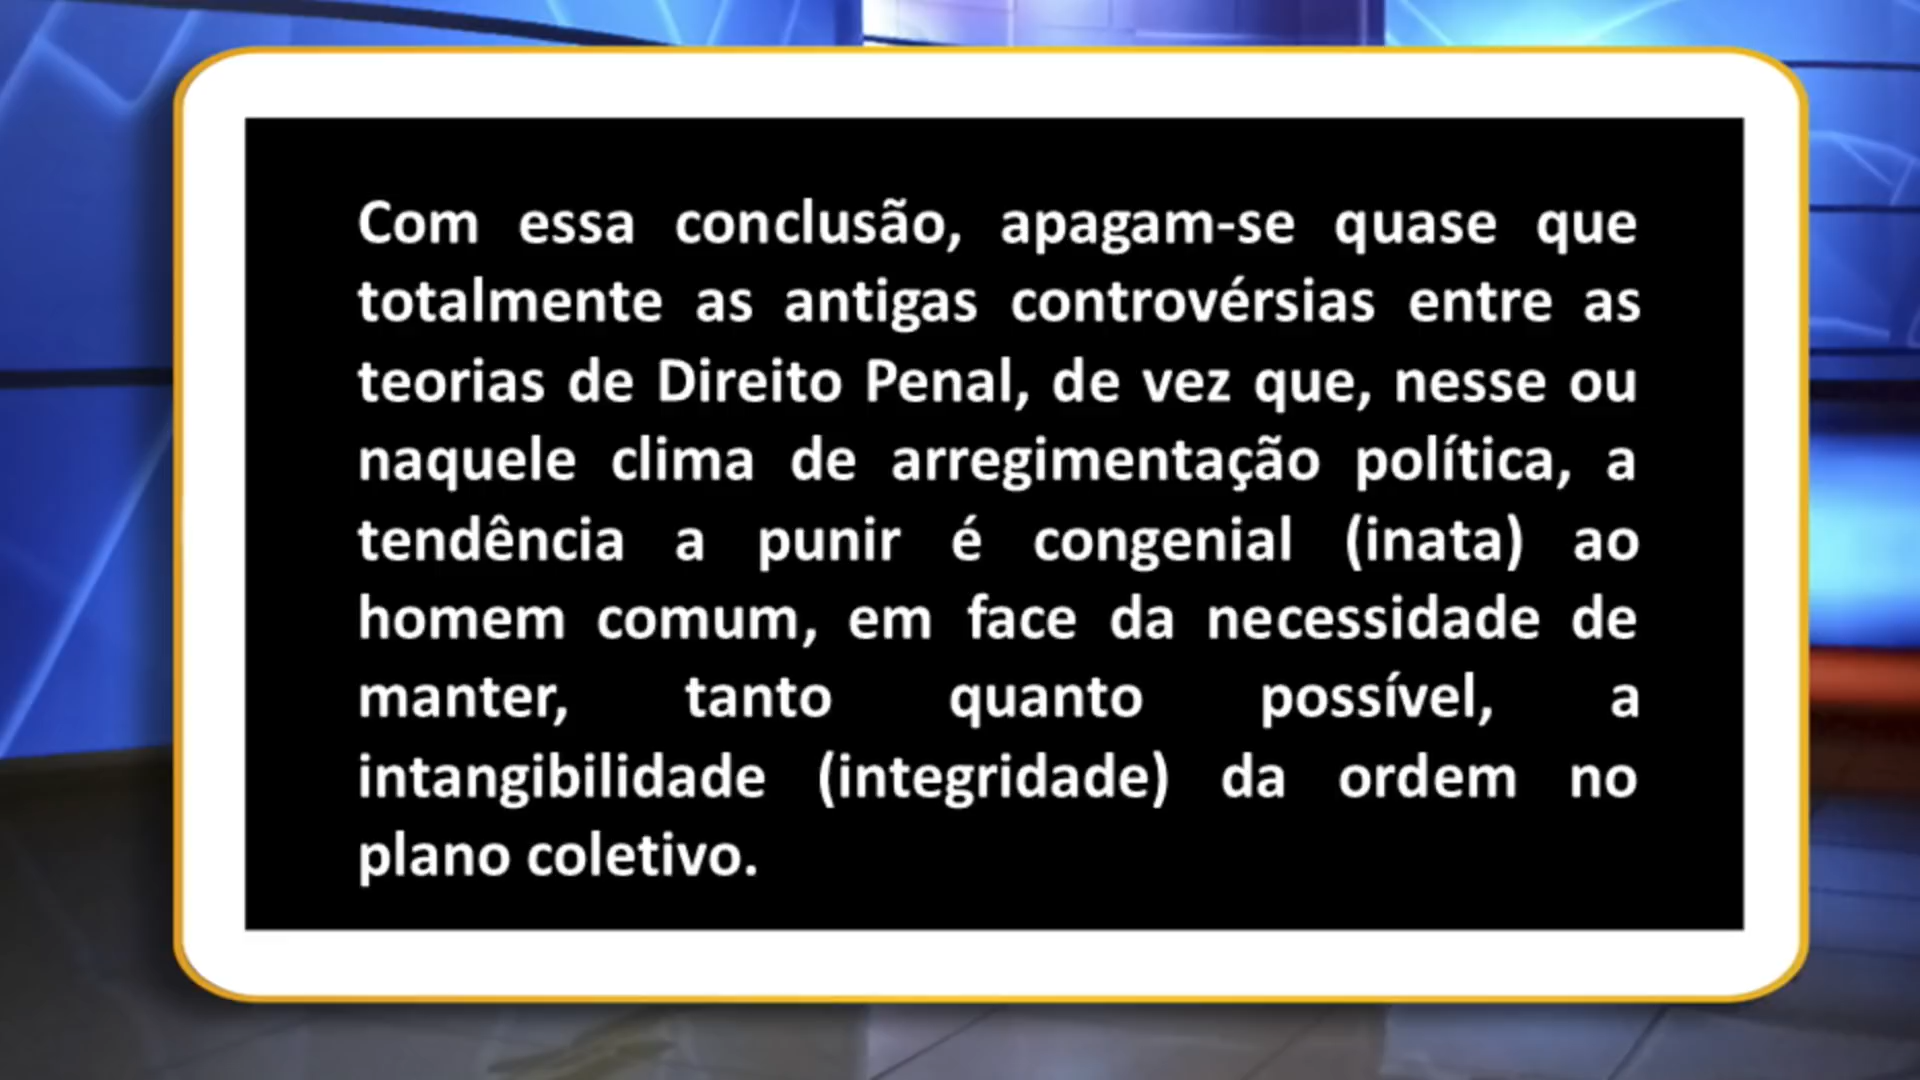 Com essa conclusão, apagam-se quase que
totalmente as antigas controvérsias entre as
teorias de Direito Penal, de vez que, nesse ou
naquele clima de arregimentação política, a
tendência a punir é congenial (inata) ao
homem comum, em face da necessidade de
manter, tanto quanto possível, a
intangibilidade (integridade) da ordem no
plano coletivo.